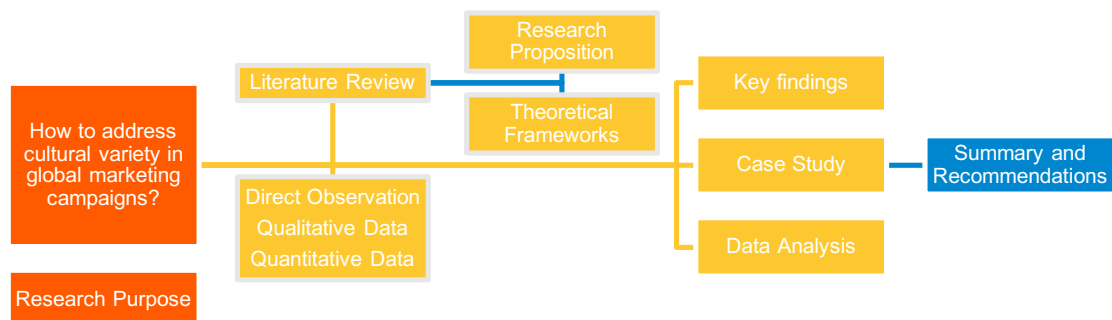 How to address
cultural variety in
global marketing
campaigns?
Research Purpose
Literature Review
Direct Observation
Qualitative Data
Quantitative Data
Research
Proposition
Theoretical
Frameworks
Key findings
Case Study
Data Analysis
Summary and
Recommendations